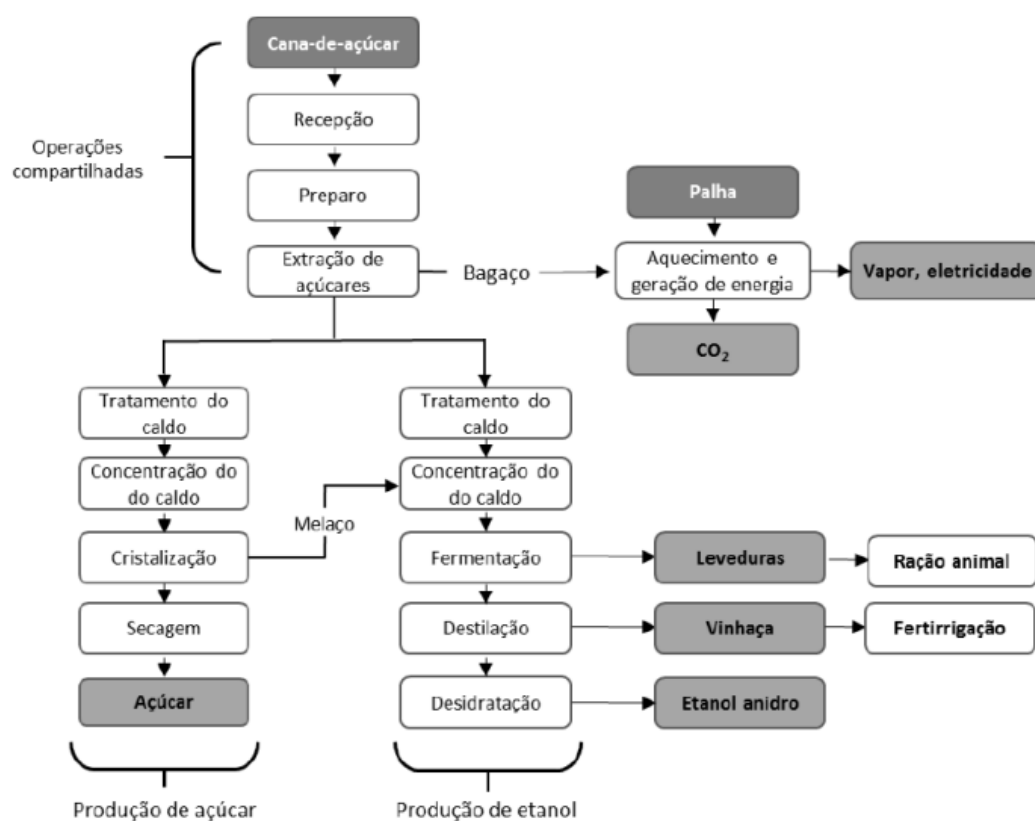 Cana-de-açúcar
Recepção
Operações
compartilhadas
Preparo
Palha
Extração de
açúcares
Bagaço
Aquecimento e
geração de energia
Vapor, eletricidade
CO₂
Tratamento do
caldo
Tratamento do
caldo
Concentração do
do caldo
Concentração do
do caldo
Melaço
Cristalização
Fermentação
Leveduras
Ração animal
Secagem
Destilação
Vinhaça
Fertirrigação
Açúcar
Desidratação
Etanol anidro
Produção de açúcar
Produção de etanol